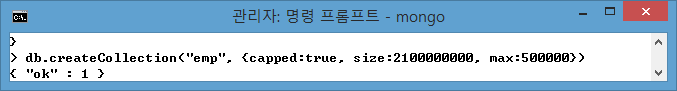 관리자: 명령 프롬프트 - mongo
}
> db.createCollection("emp", {capped:true, size:2100000000, max:500000})
{ "ok" : 1 }